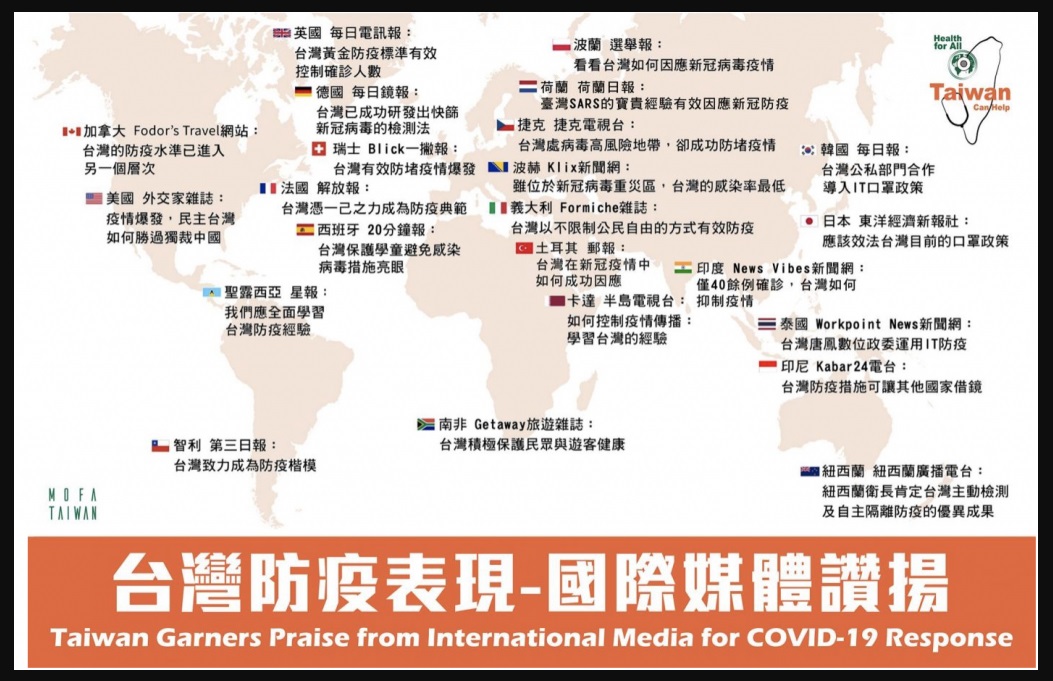 英國 每日電訊報：
台灣黃金防疫標準有效
控制確診人數
德國 每日鏡報：
台灣已成功研發出快篩
新冠病毒的檢測法
加拿大 Fodor's Travel網站：
台灣的防疫水準已進入
另一個層次
瑞士 Blick一撇報：
台灣有效防堵疫情爆發
美國 外交家雜誌：
疫情爆發，民主台灣
如何勝過獨裁中國
法國 解放報：
台灣憑一己之力成為防疫典範
西班牙 20分鐘報：
台灣保護學童避免感染
病毒措施亮眼
聖露西亞 星報：
我們應全面學習
台灣防疫經驗
智利 第三日報：
台灣致力成為防疫楷模
波蘭 選舉報：
看看台灣如何因應新冠病毒疫情
荷蘭 荷蘭日報：
臺灣SARS的寶貴經驗有效因應新冠防疫
捷克 捷克電視台：
台灣處病毒高風險地帶，卻成功防堵疫情
波赫 Klix新聞網：
雖位於新冠病毒重災區，台灣的感染率最低
義大利 Formiche雜誌：
台灣以不限制公民自由的方式有效防疫
土耳其 郵報：
台灣在新冠疫情中
如何成功因應
卡達 半島電視台：
如何控制疫情傳播：
學習台灣的經驗
南非 Getaway旅遊雜誌：
台灣積極保護民眾與遊客健康
Health
for All
Taiwan
Can Help
韓國 每日報：
台灣公私部門合作
導入IT口罩政策
日本 東洋經濟新報社：
應該效法台灣目前的口罩政策
印度 News Vibes新聞網：
僅40餘例確診，台灣如何
抑制疫情
泰國 Workpoint News新聞網：
台灣唐鳳數位政委運用IT防疫
印尼 Kabar24電台：
台灣防疫措施可讓其他國家借鏡
紐西蘭 紐西蘭廣播電台：
紐西蘭衛長肯定台灣主動檢測
及自主隔離防疫的優異成果
MOFA
TAIWAN
台灣防疫表現-國際媒體讚揚
Taiwan Garners Praise from International Media for COVID-19 Response